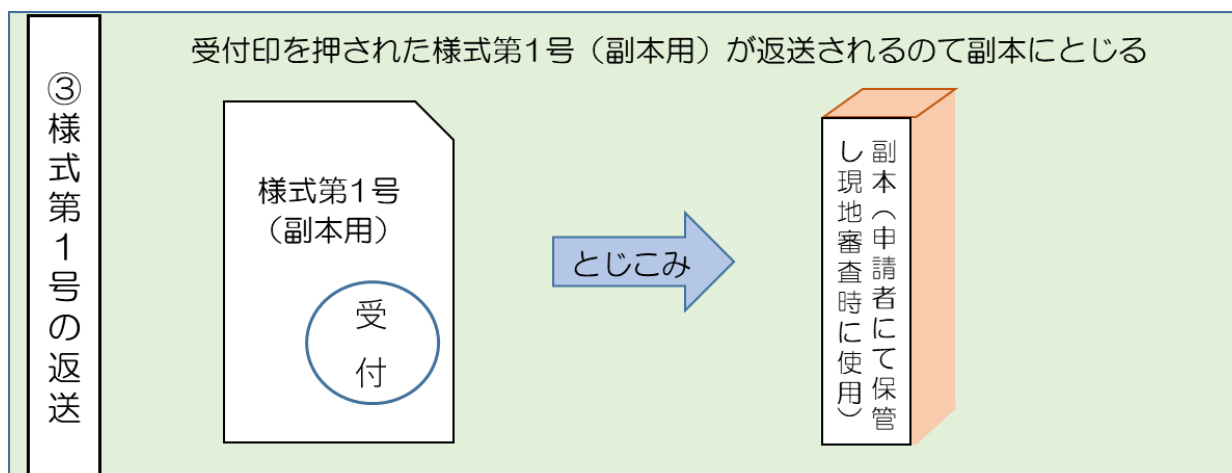 ③様式第1号の返送
受付印を押された様式第1号（副本用）が返送されるのて副本にとじる
様式第1号
（副本用）
受
付
とじこみ
副本（申請者にて保管
し現地審査時に使用）